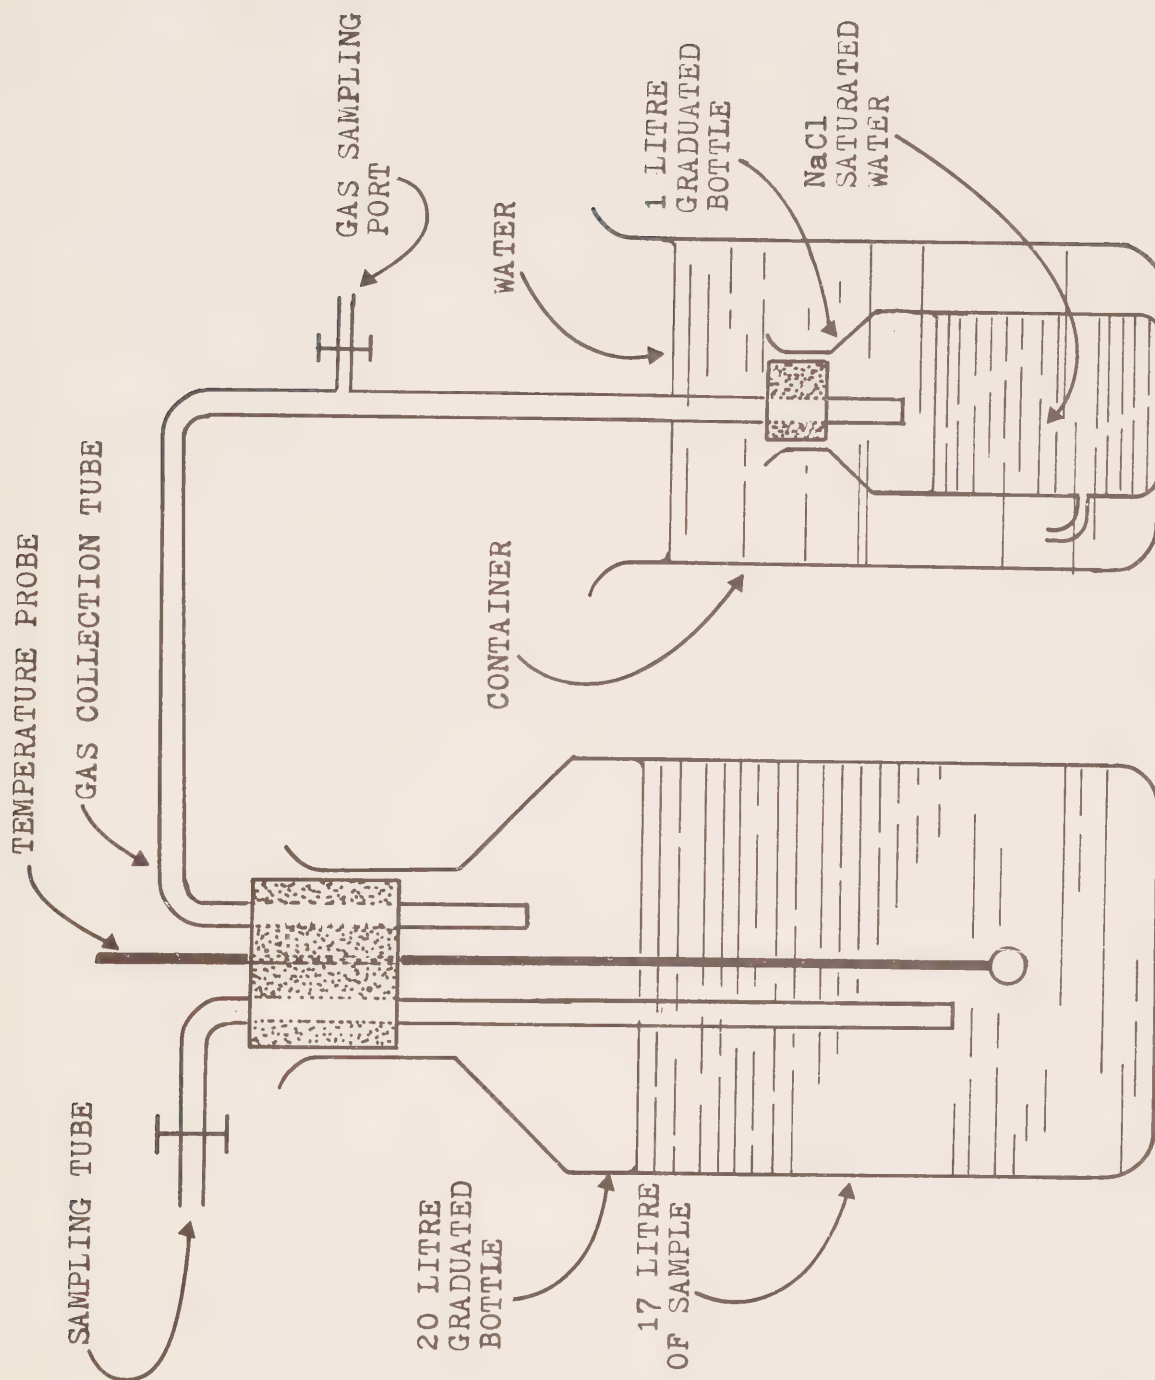 TEMPERATURE PROBE
GAS COLLECTION TUBE
SAMPLING TUBE
GAS SAMPLING
PORT
WATER
1 LITRE
GRADUATED
BOTTLE
NaCl
SATURATED
WATER
CONTAINER
20 LITRE
GRADUATED
BOTTLE
17 LITRE
OF SAMPLE